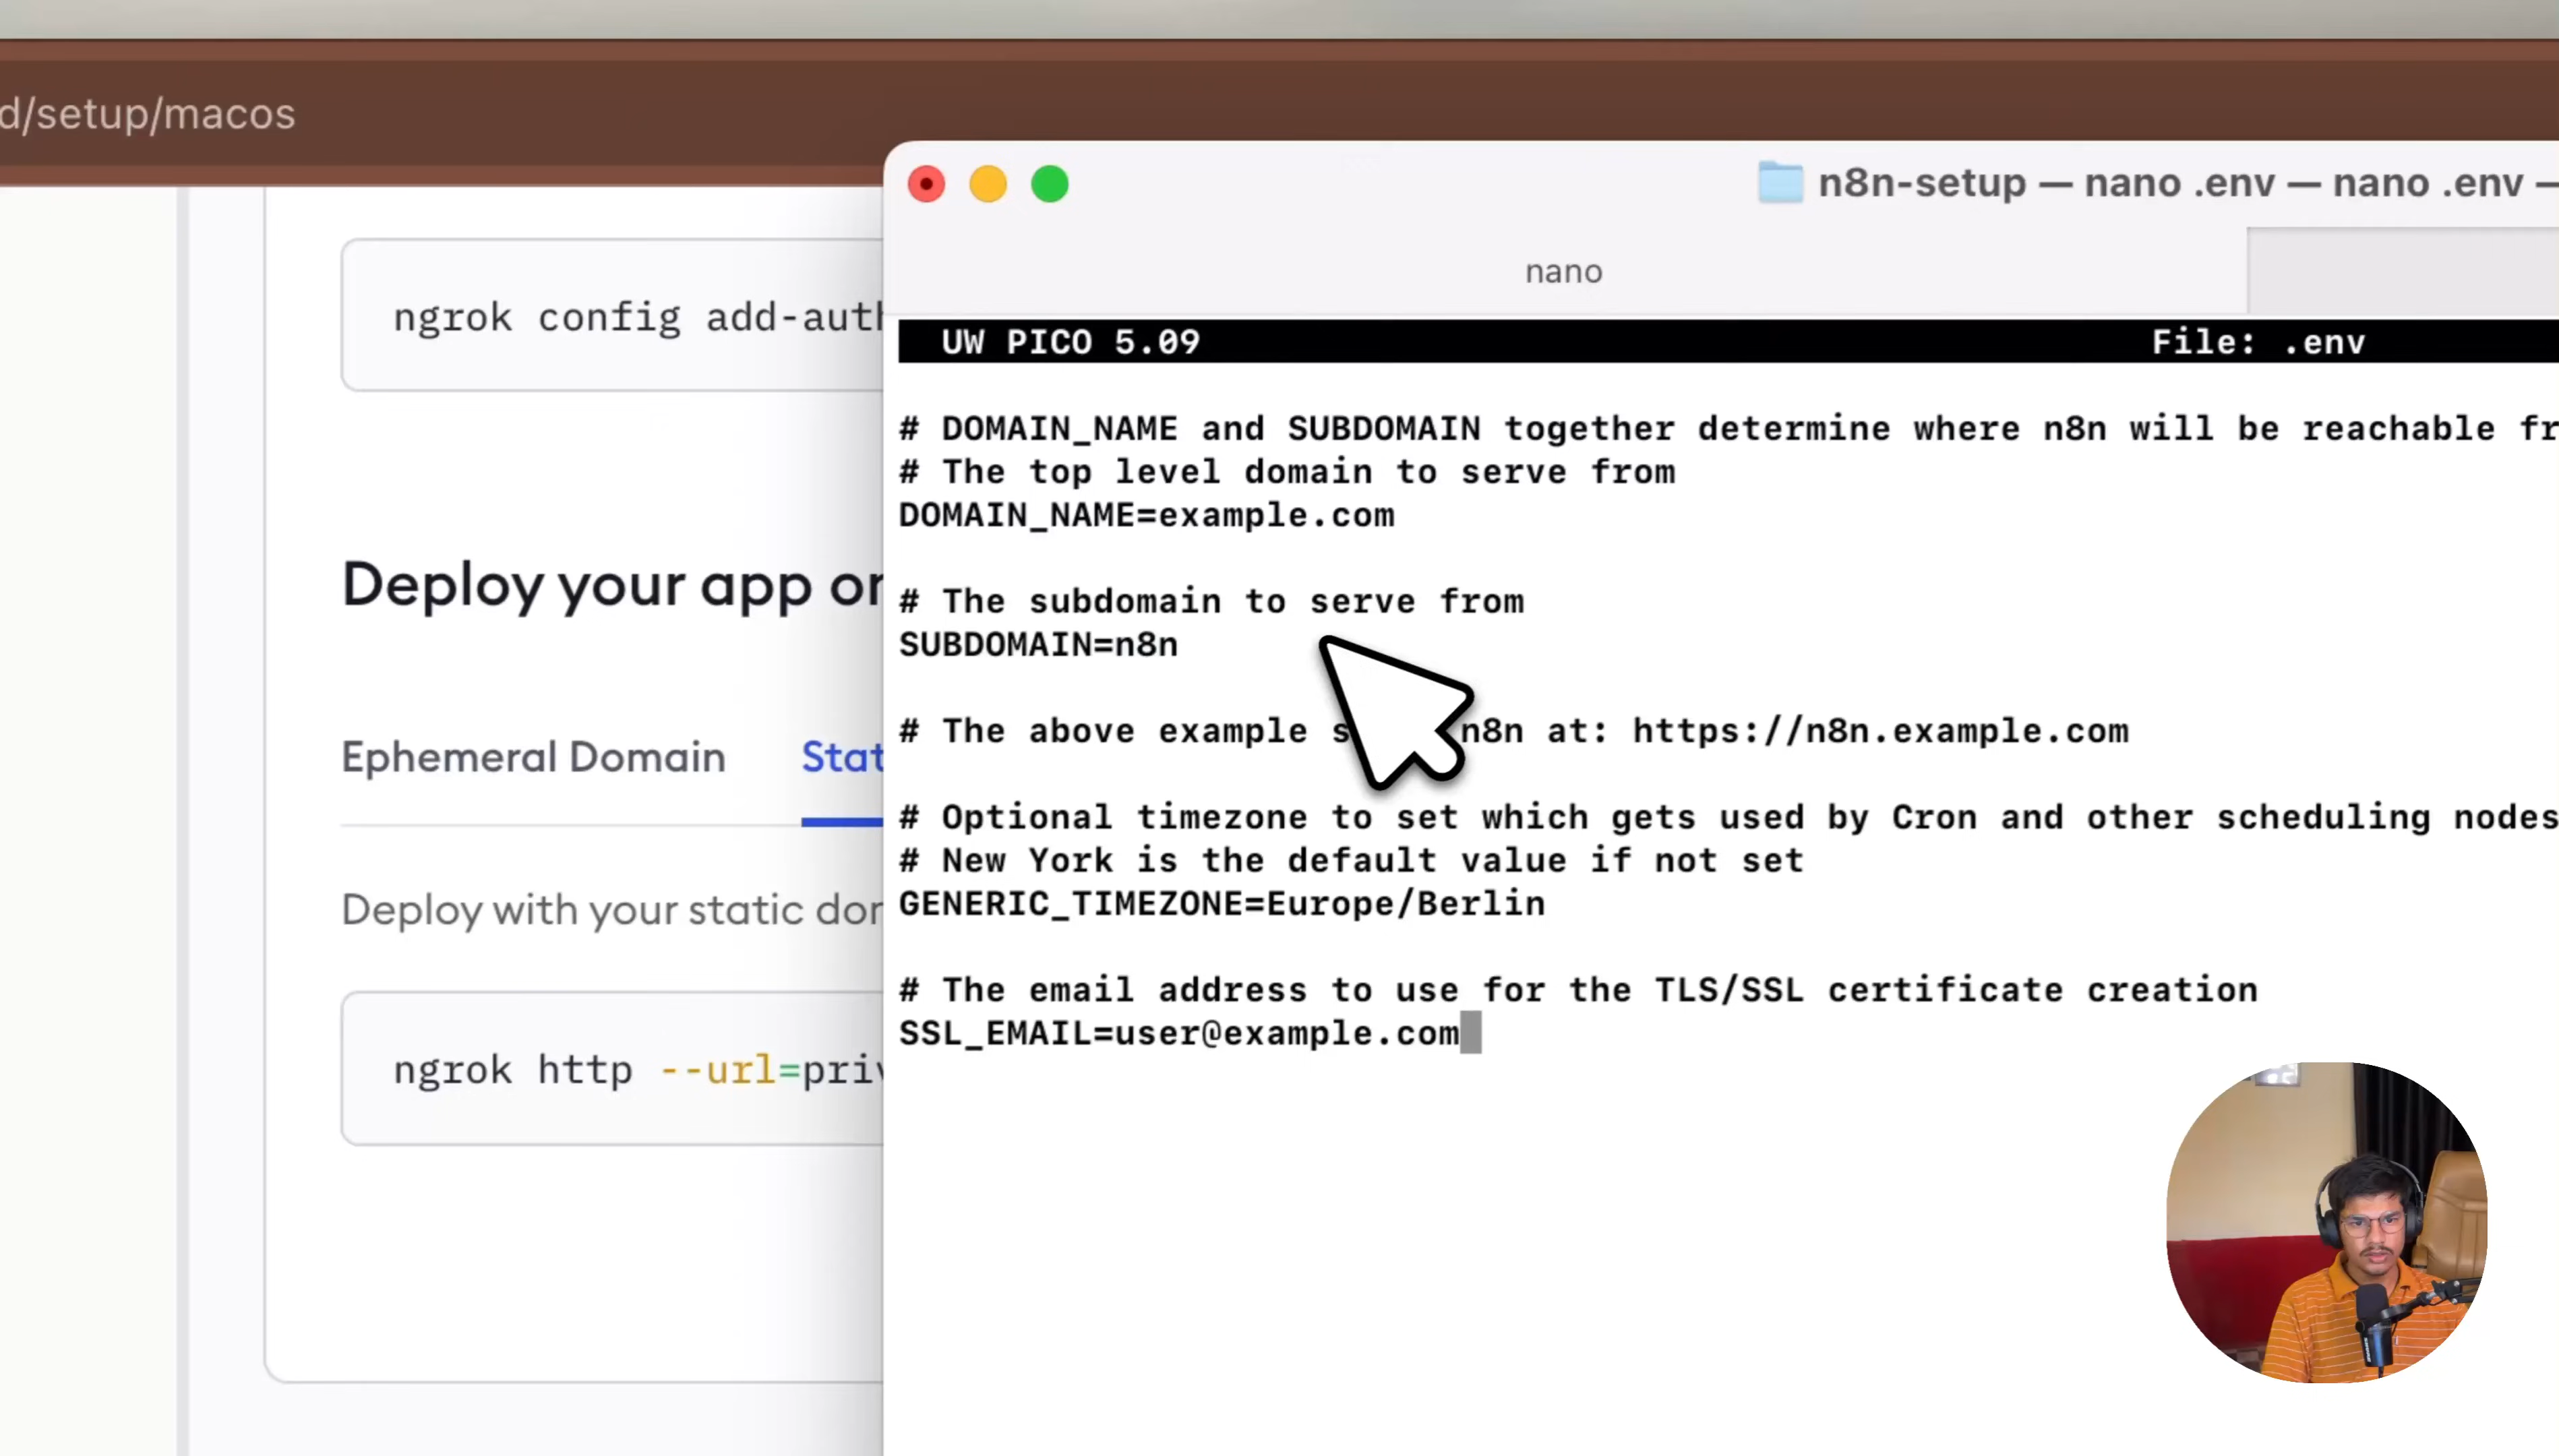 d/setup/macos
n8n-setup — nano .env — nano .env —
nano
ngrok config add-auth
UW PICO 5.09 File: .env
# DOMAIN_NAME and SUBDOMAIN together determine where n8n will be reachable fr
# The top level domain to serve from
DOMAIN_NAME=example.com
Deploy your app on
# The subdomain to serve from
SUBDOMAIN=n8n
Ephemeral Domain Stat
# The above example s n8n at: https://n8n.example.com
# Optional timezone to set which gets used by Cron and other scheduling nodes
# New York is the default value if not set
GENERIC_TIMEZONE=Europe/Berlin
Deploy with your static dom
# The email address to use for the TLS/SSL certificate creation
SSL_EMAIL=user@example.com
ngrok http --url=priv